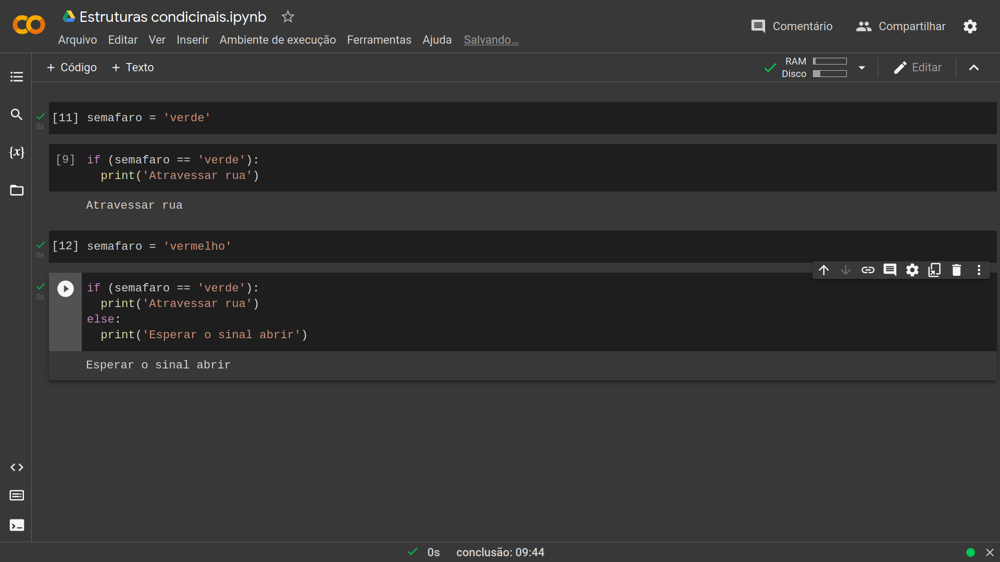 Estruturas condicinais.ipynb
Arquivo Editar Ver Inserir Ambiente de execução Ferramentas Ajuda Salvando...
Comentário Compartilhar
+ Código + Texto
RAM
Disco
Editar
{x}
[11] semafaro = 'verde'
0s
[9] if (semafaro == 'verde'):
print('Atravessar rua')
Atravessar rua
[12] semafaro = 'vermelho'
0s
if (semafaro == 'verde'):
0s
print('Atravessar rua')
else:
print('Esperar o sinal abrir')
Esperar o sinal abrir
0s conclusão: 09:44